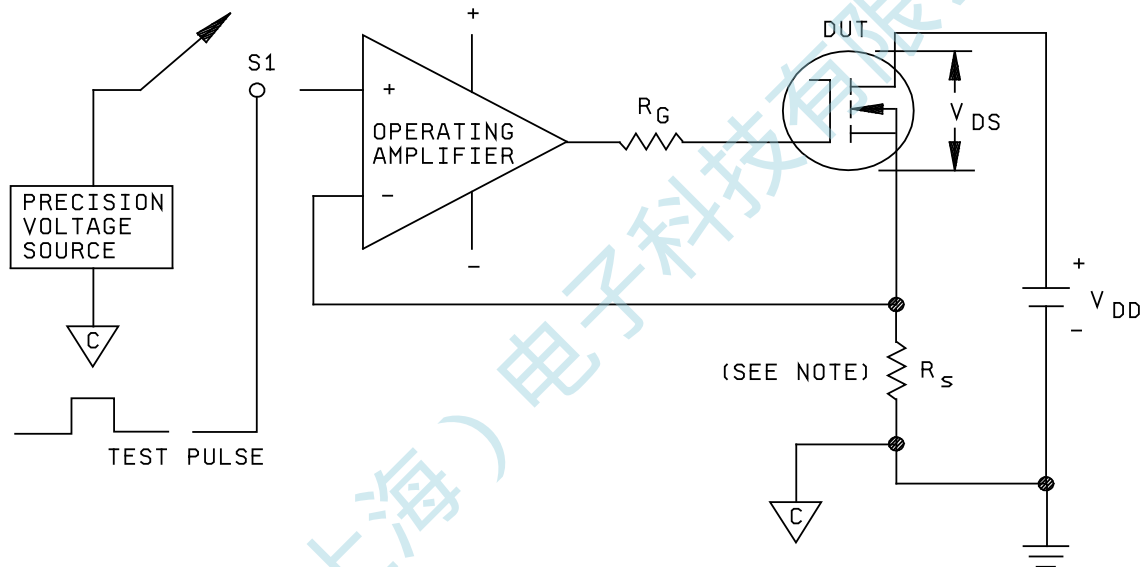 +
DUT
S1
+
R G
V DS
OPERATING
AMPLIFIER
PRECISION
VOLTAGE
SOURCE
-
-
+
V DD
-
C
(SEE NOTE)
R s
TEST PULSE
C
上海）电子科技有限